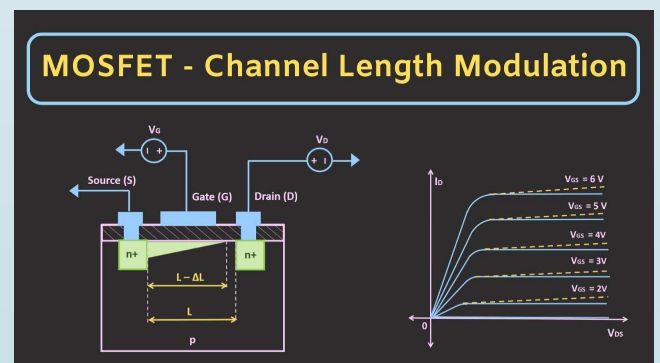 MOSFET - Channel Length Modulation
VG
- +
VD
+ -
Source (S)
Gate (G)
Drain (D)
n+
n+
L – ΔL
L
p
ID
VGS = 6 V
VGS = 5 V
VGS = 4V
VGS = 3V
VGS = 2V
0
VDS